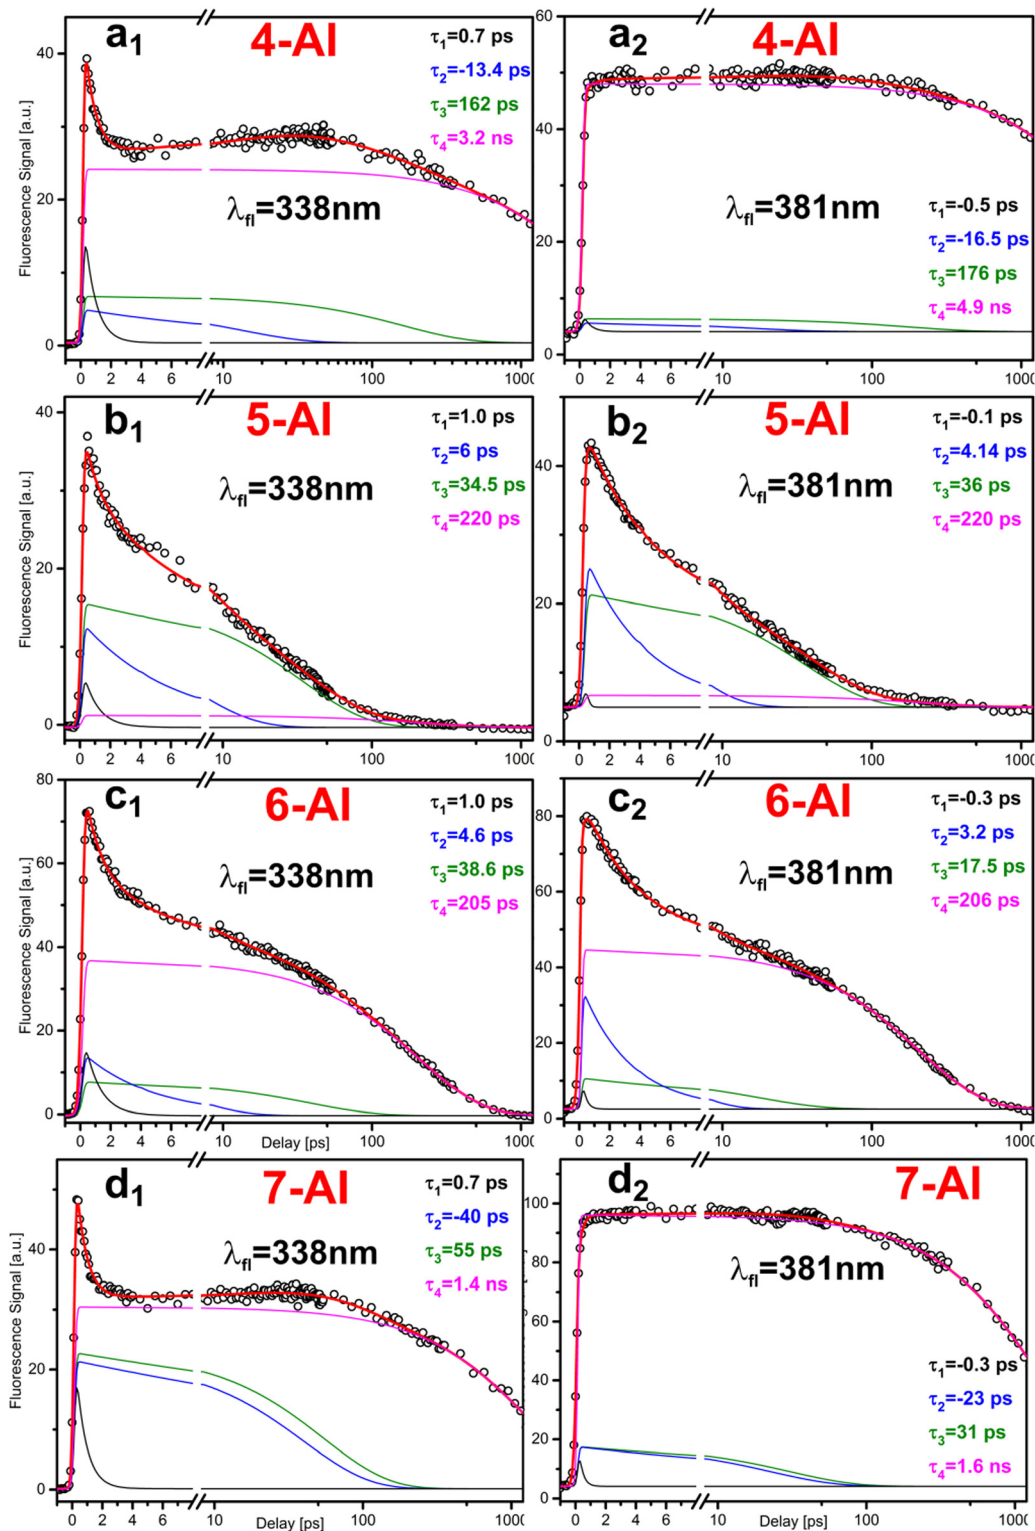 a1 4-AI
τ1=0.7 ps
τ2=-13.4 ps
τ3=162 ps
τ4=3.2 ns
λfl=338nm
Fluorescence Signal [a.u.]
40
20
0
0 2 4 6 10 100 1000
a2 4-AI
λfl=381nm
τ1=-0.5 ps
τ2=-16.5 ps
τ3=176 ps
τ4=4.9 ns
60
40
20
0
0 2 4 6 10 100 1000
b1 5-AI
τ1=1.0 ps
τ2=6 ps
τ3=34.5 ps
τ4=220 ps
λfl=338nm
Fluorescence Signal [a.u.]
40
20
0
0 2 4 6 10 100 1000
b2 5-AI
τ1=-0.1 ps
τ2=4.14 ps
τ3=36 ps
τ4=220 ps
λfl=381nm
40
20
0
0 2 4 6 10 100 1000
c1 6-AI
τ1=1.0 ps
τ2=4.6 ps
τ3=38.6 ps
τ4=205 ps
λfl=338nm
Fluorescence Signal [a.u.]
80
60
40
20
0
0 2 4 6 10 100 1000
Delay [ps]
c2 6-AI
τ1=-0.3 ps
τ2=3.2 ps
τ3=17.5 ps
τ4=206 ps
λfl=381nm
80
60
40
20
0
0 2 4 6 10 100 1000
d1 7-AI
τ1=0.7 ps
τ2=-40 ps
τ3=55 ps
τ4=1.4 ns
λfl=338nm
Fluorescence Signal [a.u.]
40
20
0
0 2 4 6 10 100 1000
Delay [ps]
d2 7-AI
λfl=381nm
τ1=-0.3 ps
τ2=-23 ps
τ3=31 ps
τ4=1.6 ns
100
80
60
40
20
0
0 2 4 6 10 100 1000
Delay [ps]